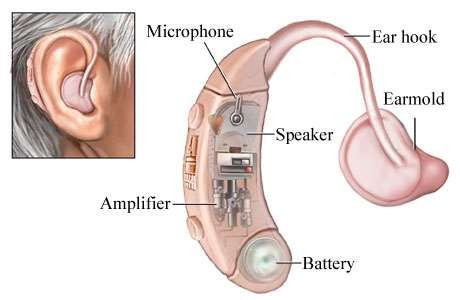 Microphone
Ear hook
Earmold
Speaker
Amplifier
Battery